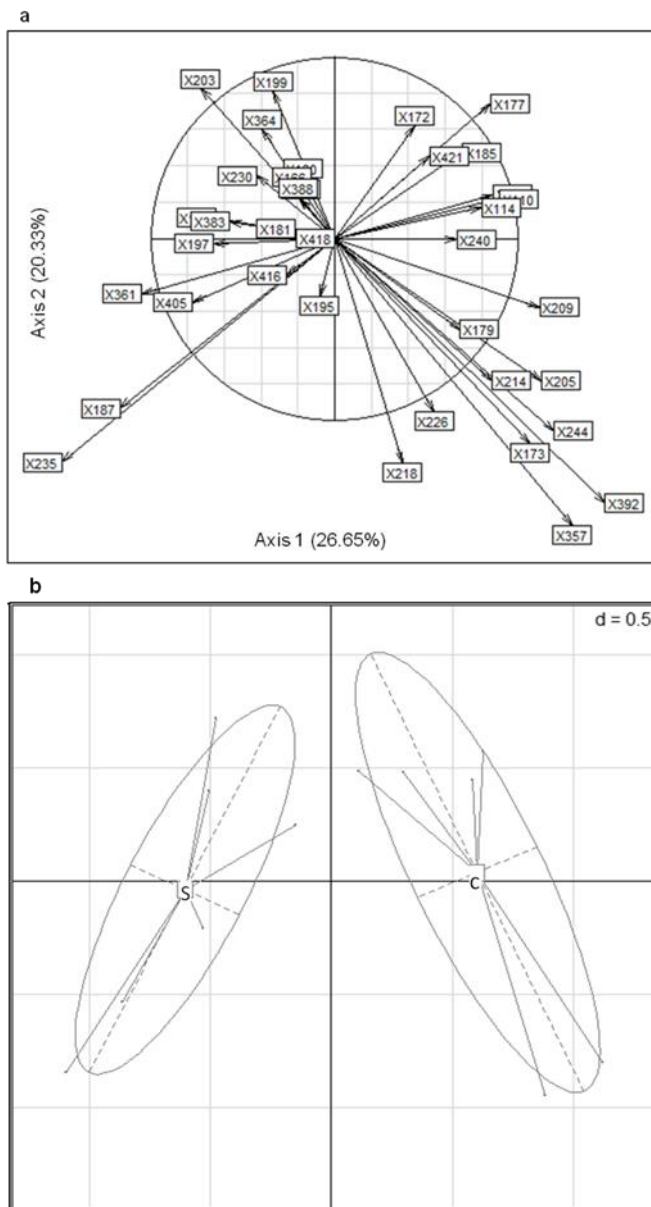 a
X203
X199
X177
X364
X172
X421
X185
X230
X388
X114
X383
X181
X418
X240
X197
X416
X361
X405
X195
X209
X179
X214
X205
X187
X226
X244
X235
X218
X173
X392
X357
Axis 2 (20.33%)
Axis 1 (26.65%)
b
d = 0.5
S
C